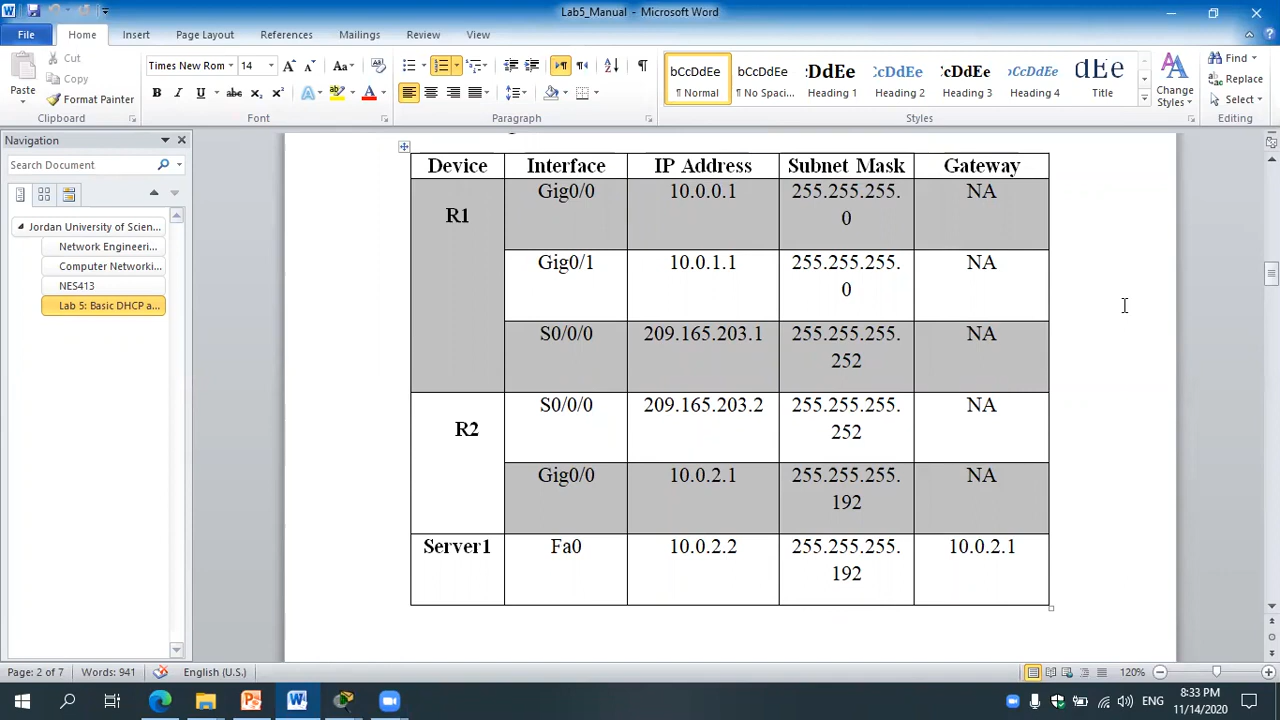 Lab5_Manual - Microsoft Word
File Home Insert Page Layout References Mailings Review View
Cut
Copy
Format Painter
Paste
Clipboard
Times New Rom 14
Font
Paragraph
bCcDdEe bCcDdEe bCcDdEe bCcDdEe bCcDdEe bCcDdEe dEe
¶ Normal ¶ No Spaci... Heading 1 Heading 2 Heading 3 Heading 4 Title
Change Styles
Styles
Find
Replace
Select
Editing
Navigation
Search Document
Jordan University of Scien...
Network Engineeri...
Computer Networki...
NES413
Lab 5: Basic DHCP a...
Device Interface IP Address Subnet Mask Gateway
R1 Gig0/0 10.0.0.1 255.255.255.0 NA
Gig0/1 10.0.1.1 255.255.255.0 NA
S0/0/0 209.165.203.1 255.255.255.252 NA
R2 S0/0/0 209.165.203.2 255.255.255.252 NA
Gig0/0 10.0.2.1 255.255.255.192 NA
Server1 Fa0 10.0.2.2 255.255.255.192 10.0.2.1
Page: 2 of 7 Words: 941 English (U.S.) 120%
ENG 8:33 PM
11/14/2020